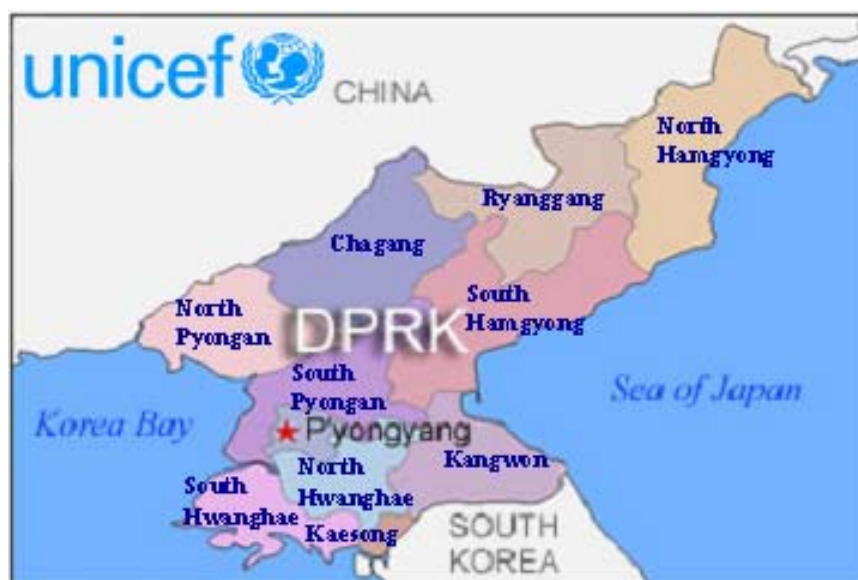 unicef
CHINA
North
Hamgyong
Ryanggang
Chagang
North
Pyongan
DPRK
South
Hamgyong
South
Pyongan
Korea Bay
Sea of Japan
P'yongyang
Kangwon
North
Hwanghae
South
Hwanghae
Kaesong
SOUTH
KOREA